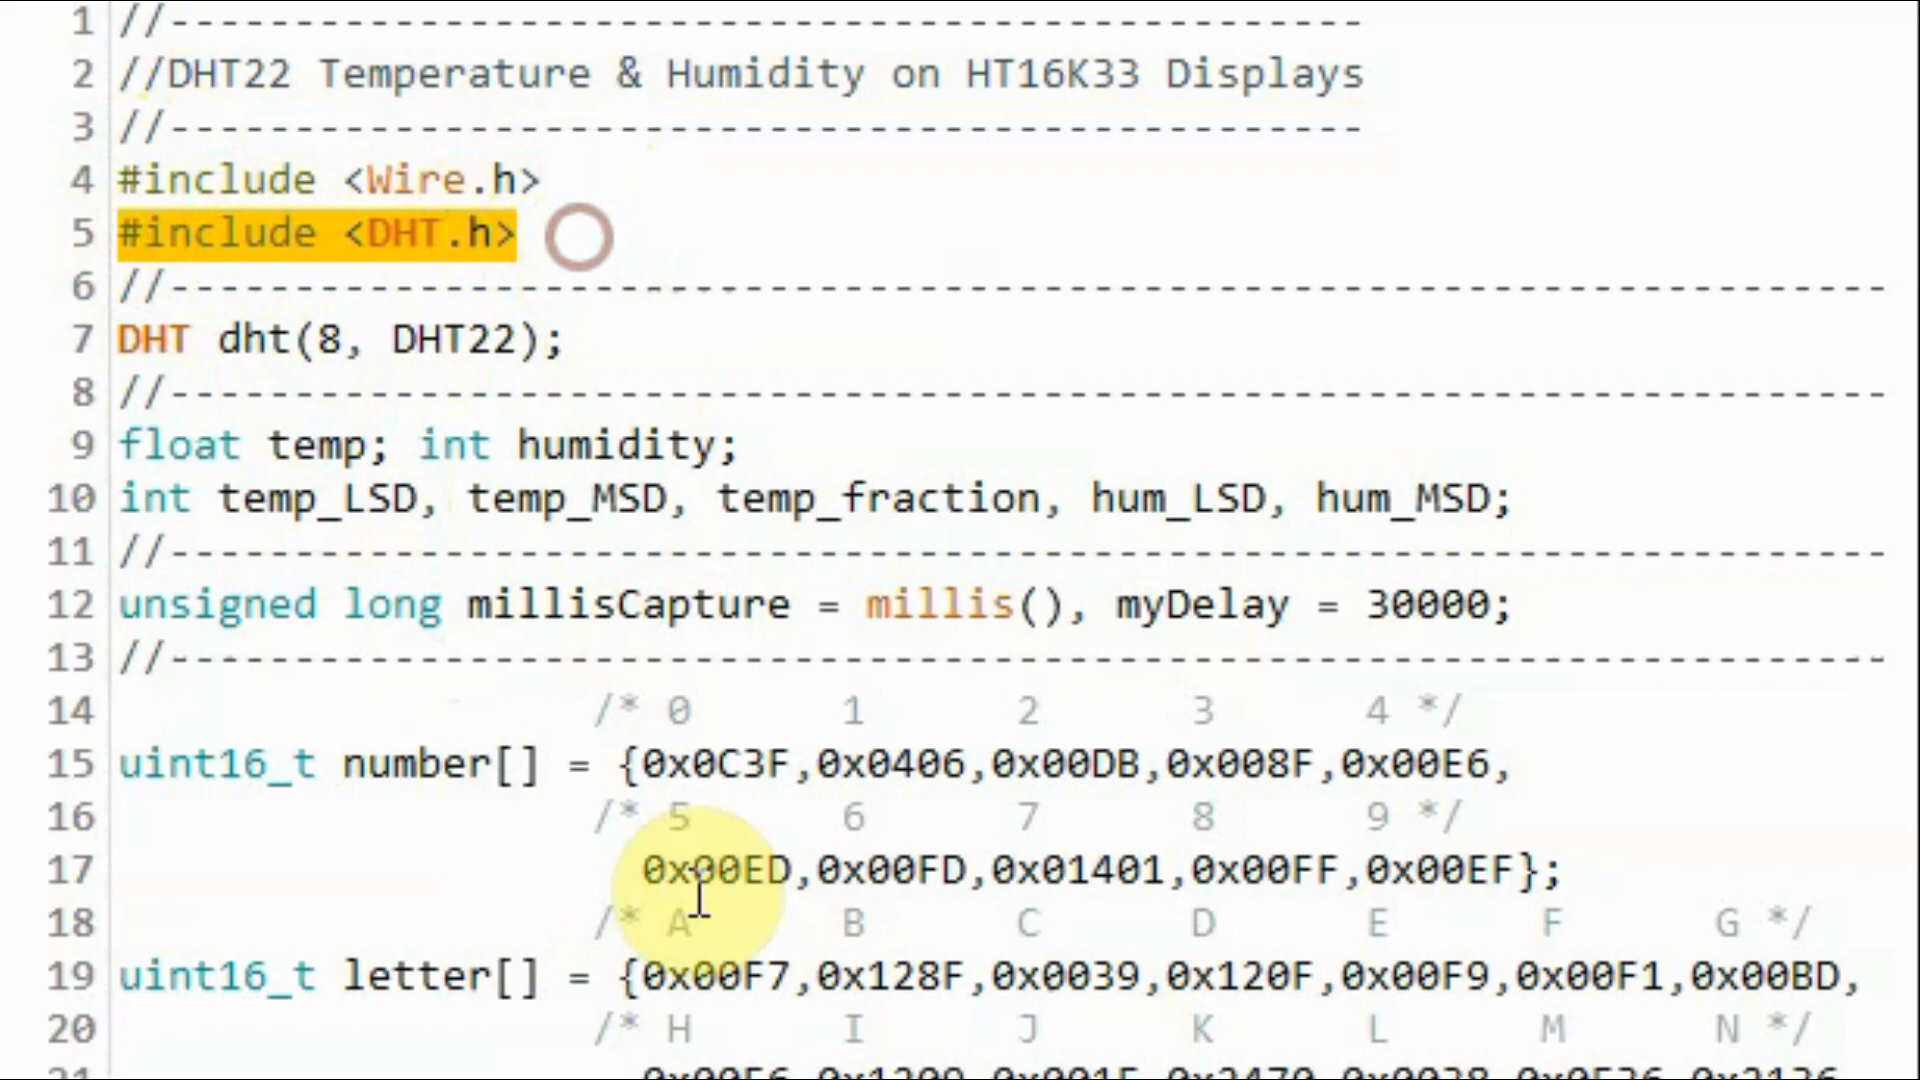 1 //------------------------------------------------
2 //DHT22 Temperature & Humidity on HT16K33 Displays
3 //------------------------------------------------
4 #include <Wire.h>
5 #include <DHT.h>
6 //---------------------------------------------------------------------
7 DHT dht(8, DHT22);
8 //---------------------------------------------------------------------
9 float temp; int humidity;
10 int temp_LSD, temp_MSD, temp_fraction, hum_LSD, hum_MSD;
11 //---------------------------------------------------------------------
12 unsigned long millisCapture = millis(), myDelay = 30000;
13 //---------------------------------------------------------------------
14 /* 0 1 2 3 4 */
15 uint16_t number[] = {0x0C3F,0x0406,0x00DB,0x008F,0x00E6,
16 /* 5 6 7 8 9 */
17 0x00ED,0x00FD,0x01401,0x00FF,0x00EF};
18 /* A B C D E F G */
19 uint16_t letter[] = {0x00F7,0x128F,0x0039,0x120F,0x00F9,0x00F1,0x00BD,
20 /* H I J K L M N */